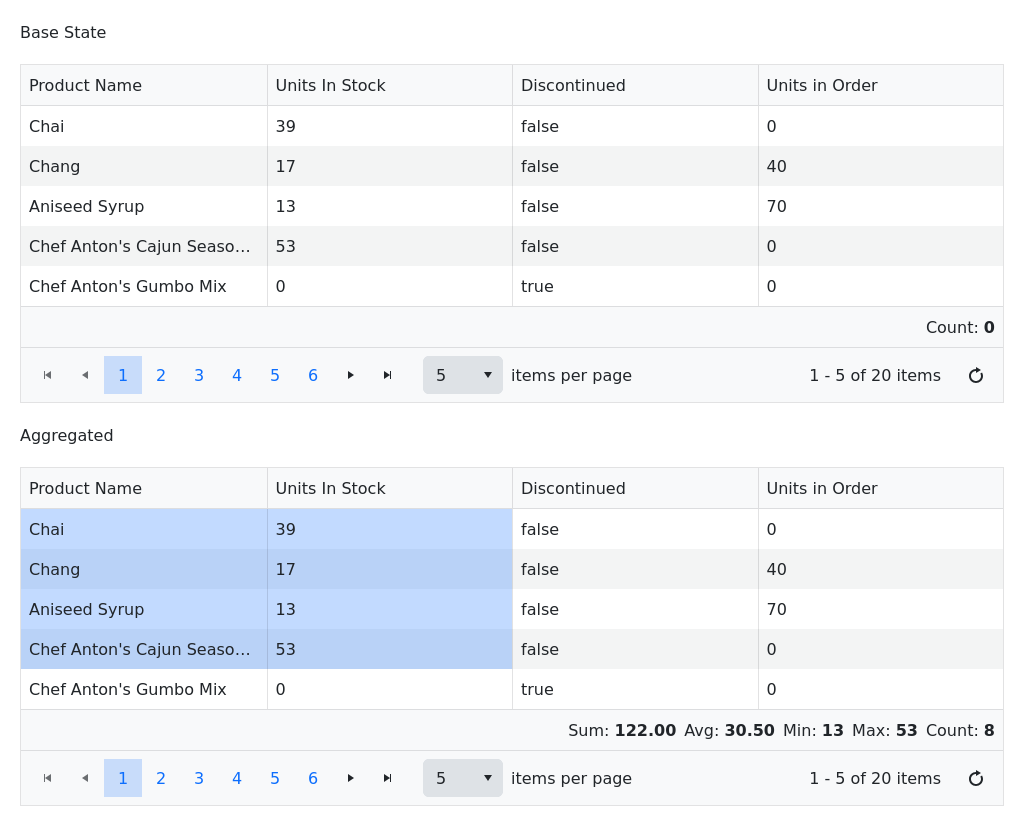 Base State
Product Name Units In Stock Discontinued Units in Order
Chai 39 false 0
Chang 17 false 40
Aniseed Syrup 13 false 70
Chef Anton's Cajun Seaso… 53 false 0
Chef Anton's Gumbo Mix 0 true 0
Count: 0
1 2 3 4 5 6 5 items per page 1 - 5 of 20 items
Aggregated
Product Name Units In Stock Discontinued Units in Order
Chai 39 false 0
Chang 17 false 40
Aniseed Syrup 13 false 70
Chef Anton's Cajun Seaso… 53 false 0
Chef Anton's Gumbo Mix 0 true 0
Sum: 122.00 Avg: 30.50 Min: 13 Max: 53 Count: 8
1 2 3 4 5 6 5 items per page 1 - 5 of 20 items